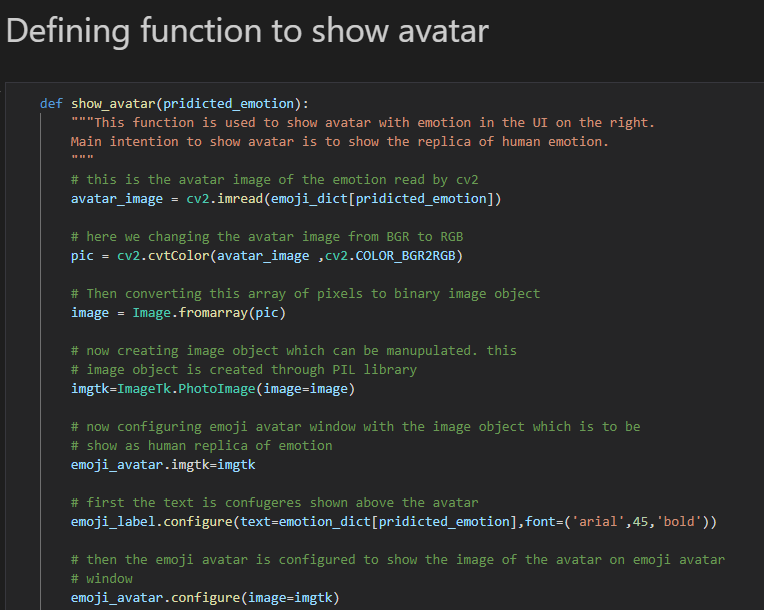 Defining function to show avatar
def show_avatar(pridicted_emotion):
"""This function is used to show avatar with emotion in the UI on the right.
Main intention to show avatar is to show the replica of human emotion.
"""
# this is the avatar image of the emotion read by cv2
avatar_image = cv2.imread(emoji_dict[pridicted_emotion])
# here we changing the avatar image from BGR to RGB
pic = cv2.cvtColor(avatar_image ,cv2.COLOR_BGR2RGB)
# Then converting this array of pixels to binary image object
image = Image.fromarray(pic)
# now creating image object which can be manupulated. this
# image object is created through PIL library
imgtk=ImageTk.PhotoImage(image=image)
# now configuring emoji avatar window with the image object which is to be
# show as human replica of emotion
emoji_avatar.imgtk=imgtk
# first the text is confugeres shown above the avatar
emoji_label.configure(text=emotion_dict[pridicted_emotion],font=('arial',45,'bold'))
# then the emoji avatar is configured to show the image of the avatar on emoji avatar
# window
emoji_avatar.configure(image=imgtk)